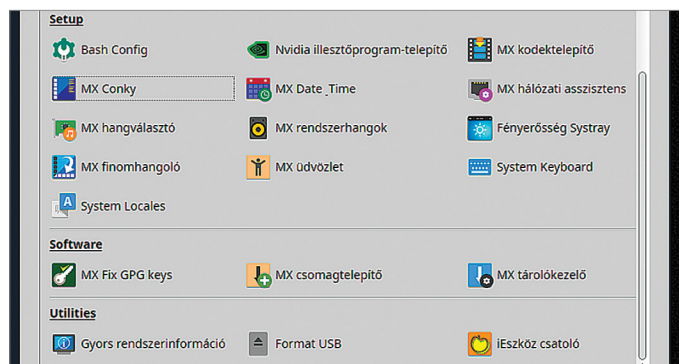 Setup
Bash Config
Nvidia illesztőprogram-telepítő
MX kodektelepítő
MX Conky
MX Date _Time
MX hálózati asszisztens
MX hangválasztó
MX rendszerhangok
Fényerősség Systray
MX finomhangoló
MX üdvözlet
System Keyboard
System Locales
Software
MX Fix GPG keys
MX csomagtelepítő
MX tárolókezelő
Utilities
Gyors rendszerinformáció
Format USB
iEszköz csatoló